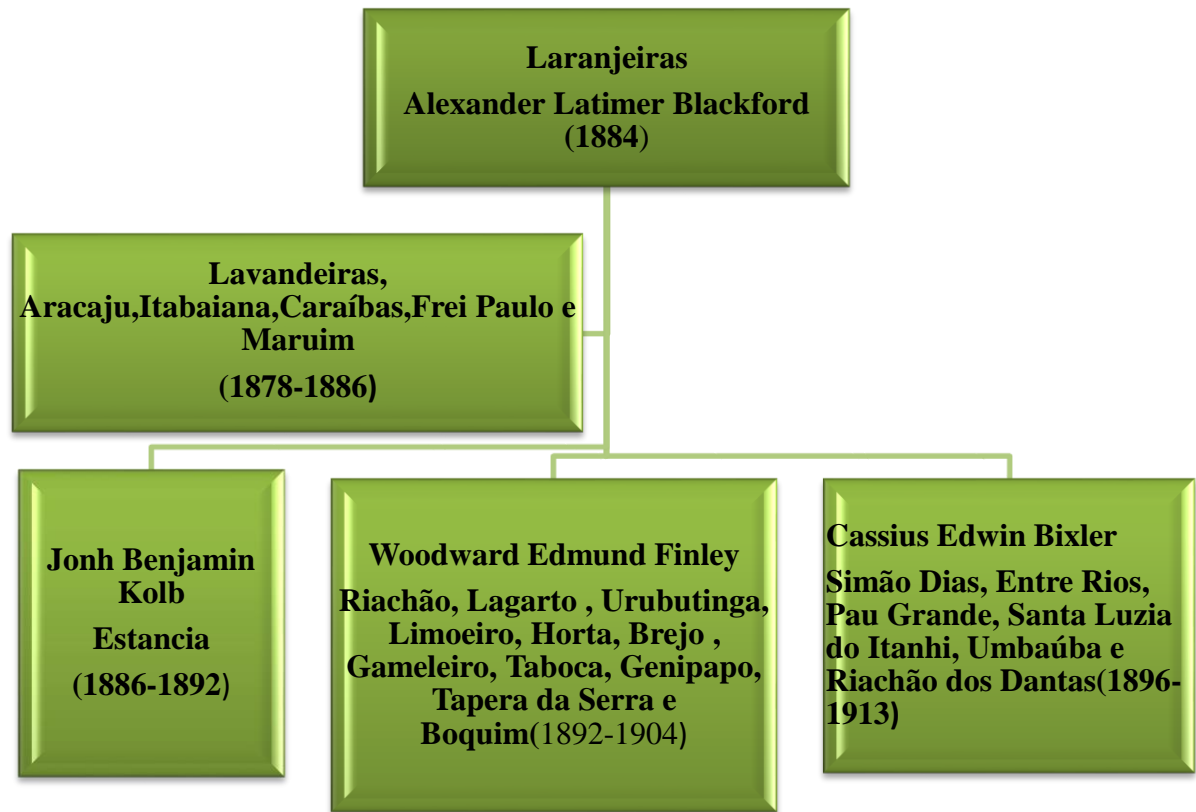 Laranjeiras
Alexander Latimer Blackford
(1884)
Lavandeiras,
Aracaju,Itabaiana,Caraíbas,Frei Paulo e
Maruim
(1878-1886)
Jonh Benjamin
Kolb
Estancia
(1886-1892)
Woodward Edmund Finley
Riachão, Lagarto , Urubutinga,
Limoeiro, Horta, Brejo ,
Gameleiro, Taboca, Genipapo,
Tapera da Serra e
Boquim(1892-1904)
Cassius Edwin Bixler
Simão Dias, Entre Rios,
Pau Grande, Santa Luzia
do Itanhi, Umbaúba e
Riachão dos Dantas(1896-
1913)